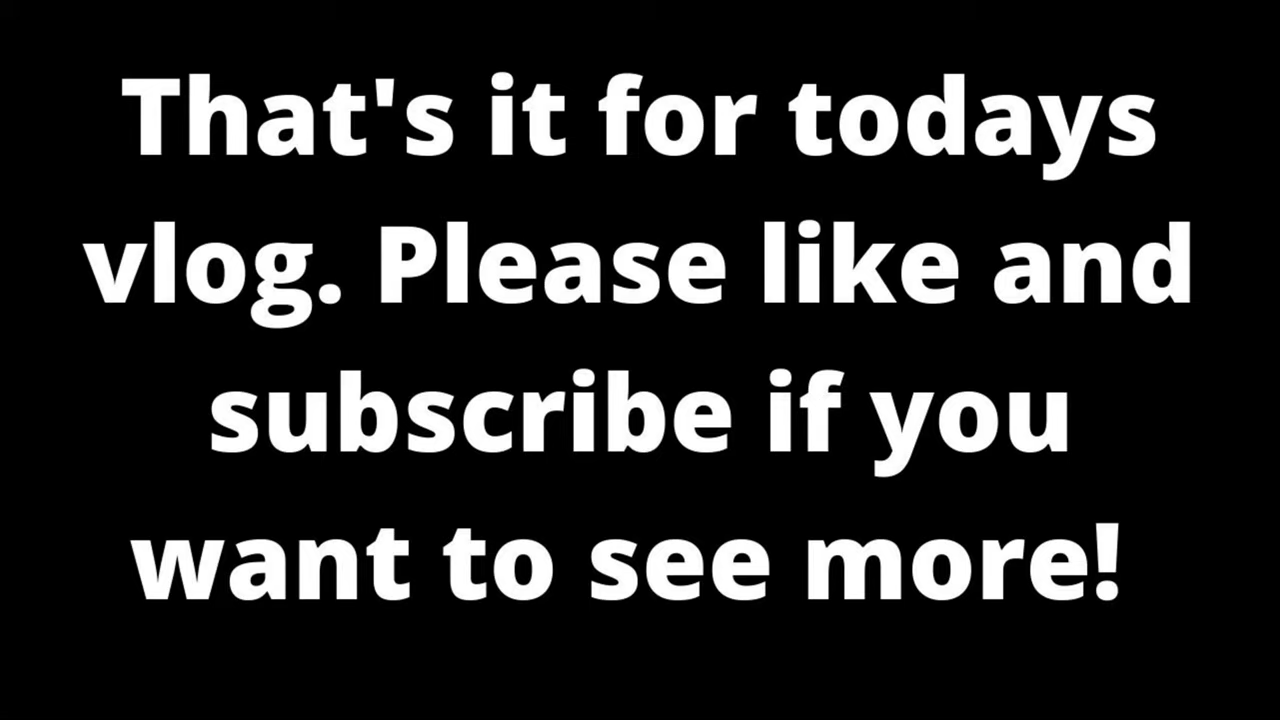 That's it for todays
vlog. Please like and
subscribe if you
want to see more!